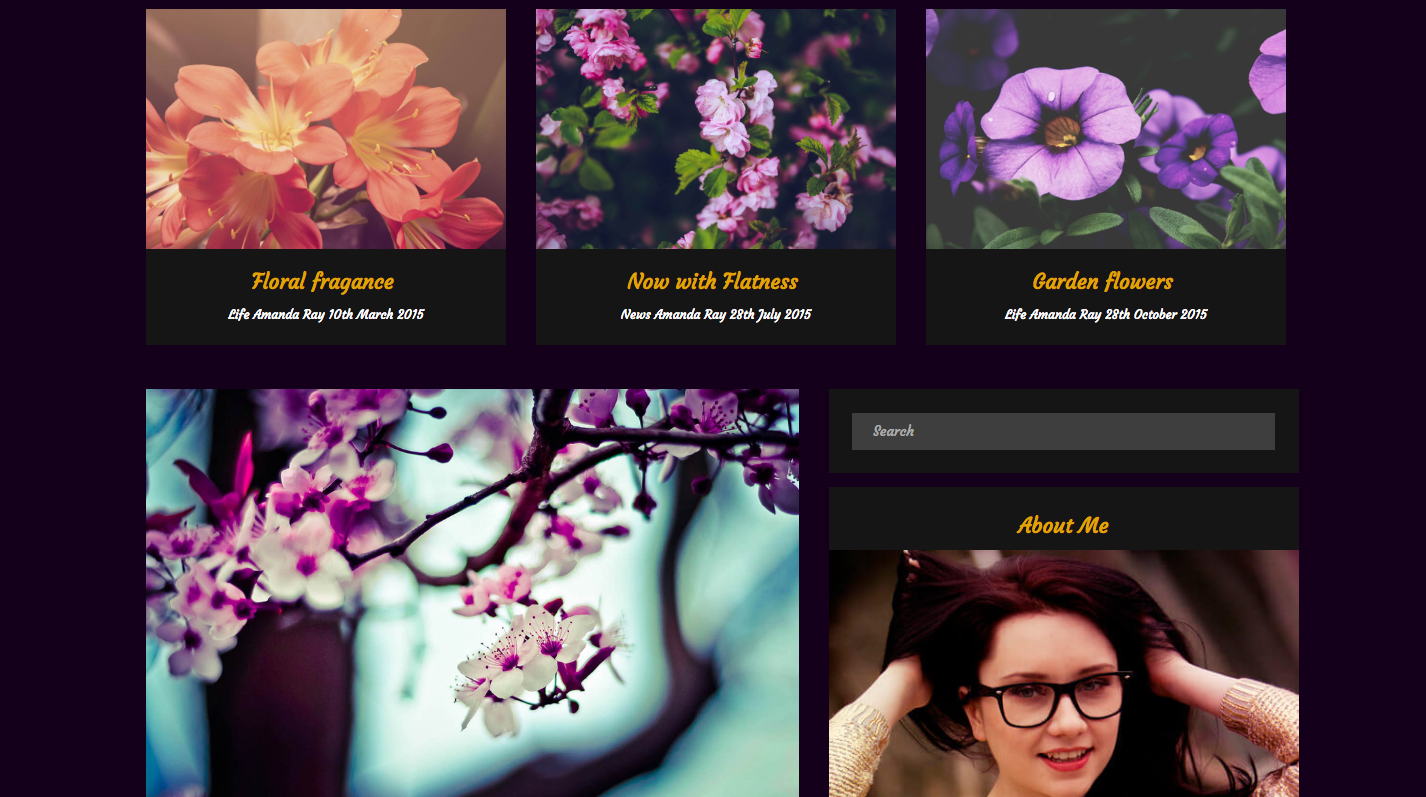 Floral fragance
Life Amanda Ray 10th March 2015
Now with Flatness
News Amanda Ray 28th July 2015
Garden flowers
Life Amanda Ray 28th October 2015
Search
About Me